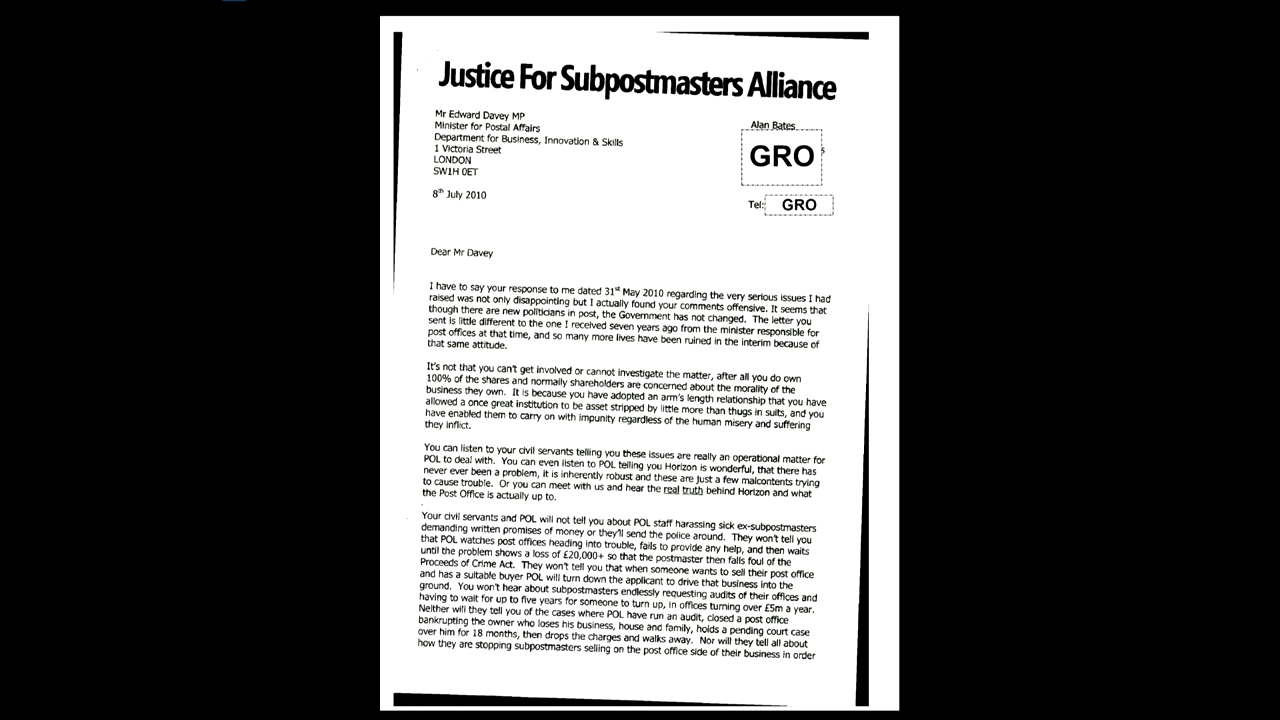 Justice For Subpostmasters Alliance
Mr Edward Davey MP
Minister for Postal Affairs
Department for Business, Innovation & Skills
1 Victoria Street
LONDON
SW1H 0ET
Alan Bates
GRO
s
Tel: GRO
8th July 2010
Dear Mr Davey
I have to say your response to me dated 31st May 2010 regarding the very serious issues I had
raised was not only disappointing but I actually found your comments offensive. It seems that
though there are new politicians in post, the Government has not changed. The letter you
sent is little different to the one I received seven years ago from the minister responsible for
post offices at that time, and so many more lives have been ruined in the interim because of
that same attitude.
It's not that you can't get involved or cannot investigate the matter, after all you do own
100% of the shares and normally shareholders are concerned about the morality of the
business they own. It is because you have adopted an arm's length relationship that you have
allowed a once great institution to be asset stripped by little more than thugs in suits, and you
have enabled them to carry on with impunity regardless of the human misery and suffering
they inflict.
You can listen to your civil servants telling you these issues are really an operational matter for
POL to deal with. You can even listen to POL telling you Horizon is wonderful, that there has
never ever been a problem, it is inherently robust and these are just a few malcontents trying
to cause trouble. Or you can meet with us and hear the real truth behind Horizon and what
the Post Office is actually up to.
Your civil servants and POL will not tell you about POL staff harassing sick ex-subpostmasters
demanding written promises of money or they'll send the police around. They won't tell you
that POL watches post offices heading into trouble, fails to provide any help, and then waits
until the problem shows a loss of £20,000+ so that the postmaster then falls foul of the
Proceeds of Crime Act. They won't tell you that when someone wants to sell their post office
and has a suitable buyer POL will turn down the applicant to drive that business into the
ground. You won't hear about subpostmasters endlessly requesting audits of their offices and
having to wait for up to five years for someone to turn up, in offices turning over £5m a year.
Neither will they tell you of the cases where POL have run an audit, closed a post office
bankrupting the owner who loses his business, house and family, holds a pending court case
over him for 18 months, then drops the charges and walks away. Nor will they tell all about
how they are stopping subpostmasters selling on the post office side of their business in order